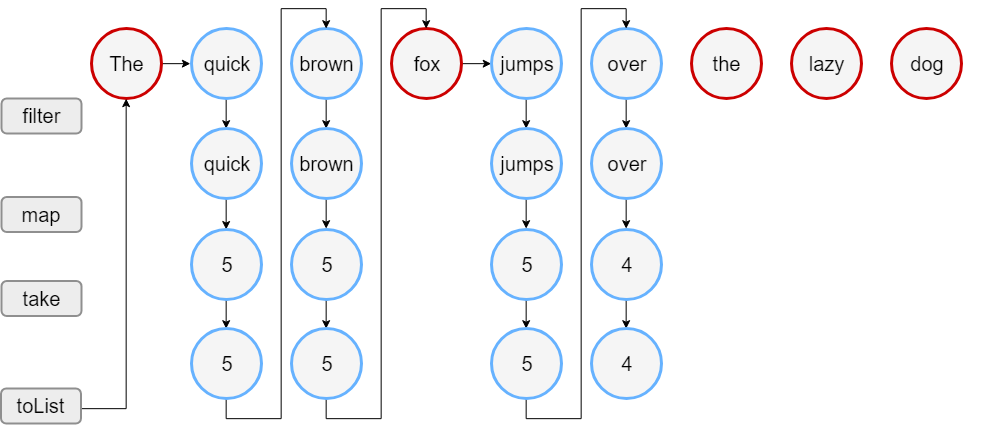 The quick brown fox jumps over the lazy dog
filter
quick brown jumps over
map
5 5 5 4
take
5 5 5 4
toList